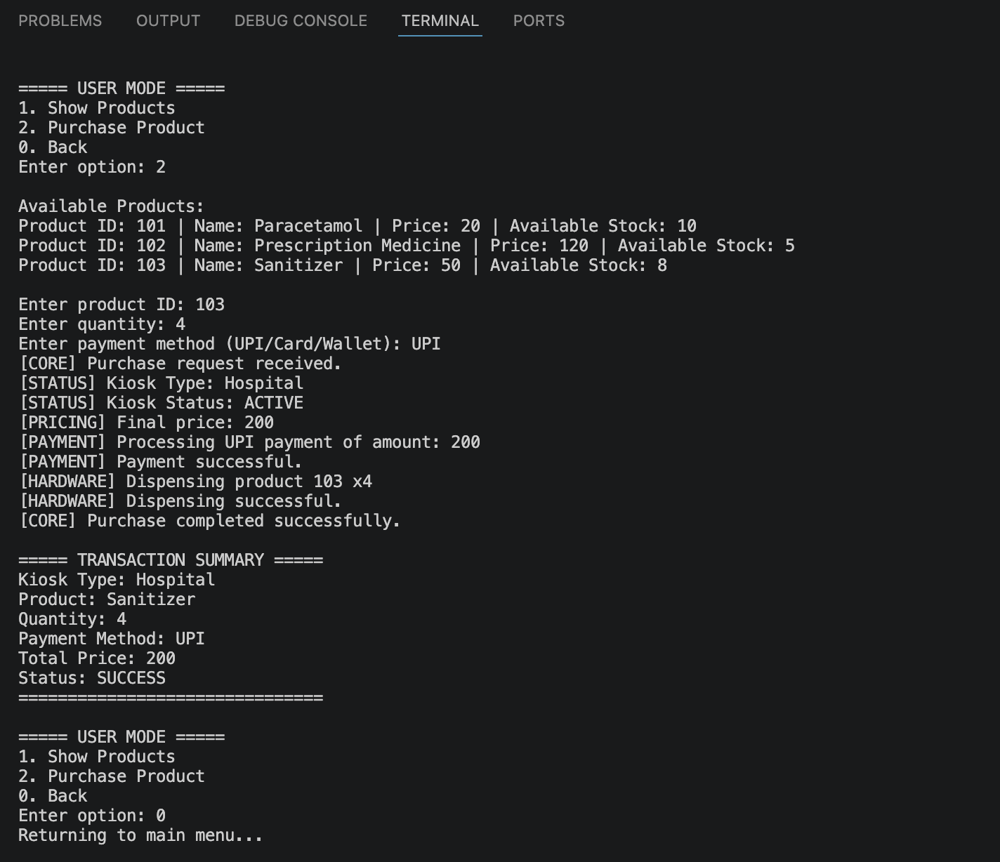 PROBLEMS OUTPUT DEBUG CONSOLE TERMINAL PORTS
===== USER MODE =====
1. Show Products
2. Purchase Product
0. Back
Enter option: 2
Available Products:
Product ID: 101 | Name: Paracetamol | Price: 20 | Available Stock: 10
Product ID: 102 | Name: Prescription Medicine | Price: 120 | Available Stock: 5
Product ID: 103 | Name: Sanitizer | Price: 50 | Available Stock: 8
Enter product ID: 103
Enter quantity: 4
Enter payment method (UPI/Card/Wallet): UPI
[CORE] Purchase request received.
[STATUS] Kiosk Type: Hospital
[STATUS] Kiosk Status: ACTIVE
[PRICING] Final price: 200
[PAYMENT] Processing UPI payment of amount: 200
[PAYMENT] Payment successful.
[HARDWARE] Dispensing product 103 x4
[HARDWARE] Dispensing successful.
[CORE] Purchase completed successfully.
===== TRANSACTION SUMMARY =====
Kiosk Type: Hospital
Product: Sanitizer
Quantity: 4
Payment Method: UPI
Total Price: 200
Status: SUCCESS
===============================
===== USER MODE =====
1. Show Products
2. Purchase Product
0. Back
Enter option: 0
Returning to main menu...